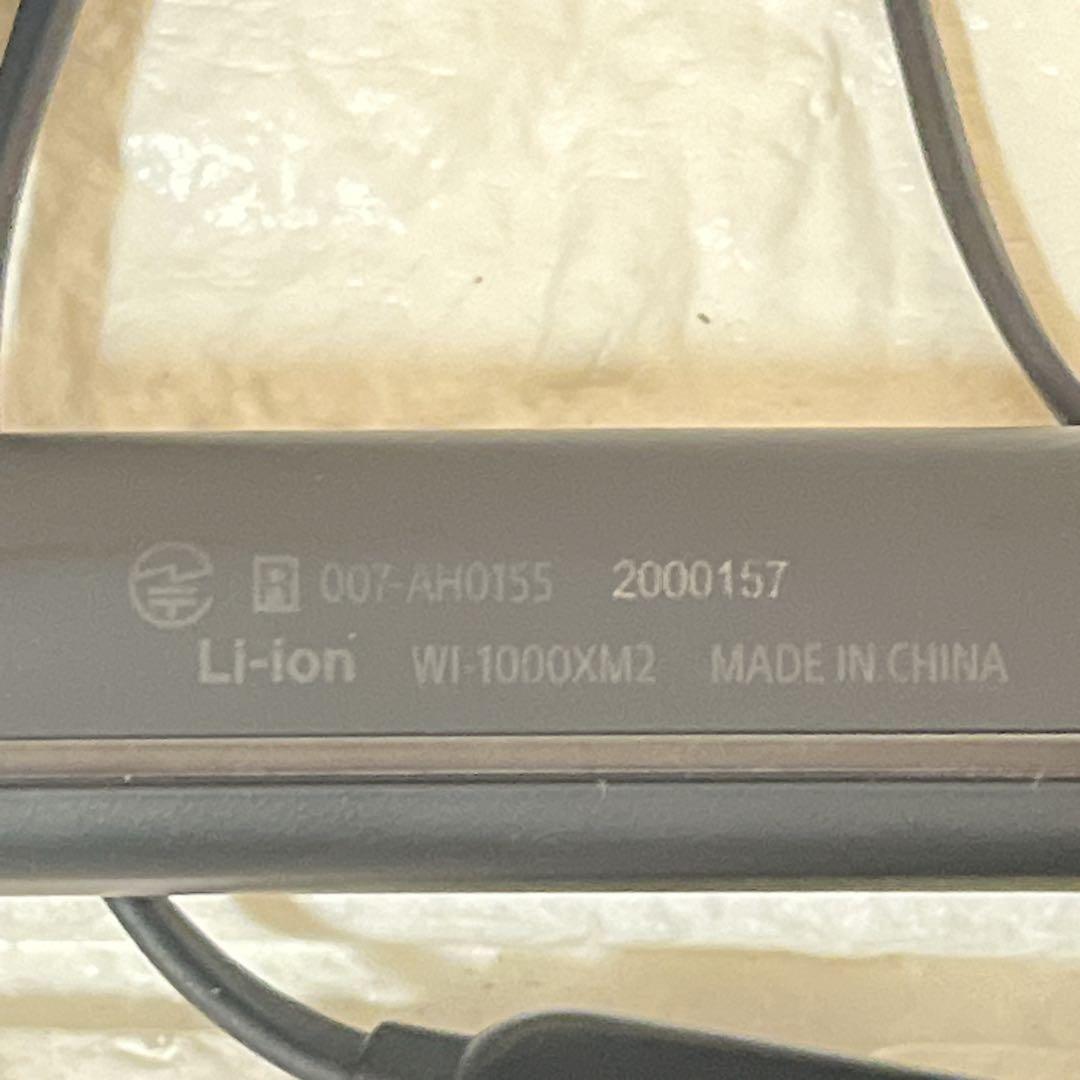 R 007-AH0155 2000157
Li-ion WI-1000XM2 MADE IN CHINA